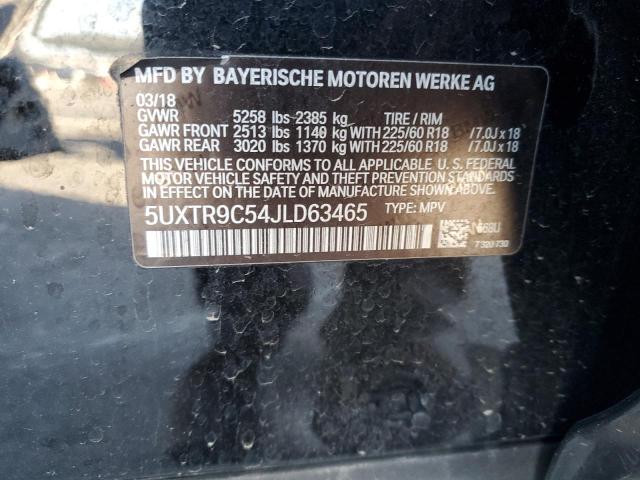 MFD BY BAYERISCHE MOTOREN WERKE AG
03/18
GVWR 5258 lbs 2385 kg TIRE / RIM
GAWR FRONT 2513 lbs 1140 kg WITH 225/60 R18 /7.0J x 18
GAWR REAR 3020 lbs 1370 kg WITH 225/60 R18 /7.0J x 18
THIS VEHICLE CONFORMS TO ALL APPLICABLE U. S. FEDERAL
MOTOR VEHICLE SAFETY AND THEFT PREVENTION STANDARDS
IN EFFECT ON THE DATE OF MANUFACTURE SHOWN ABOVE.
5UXTR9C54JLD63465 TYPE: MPV
7320730